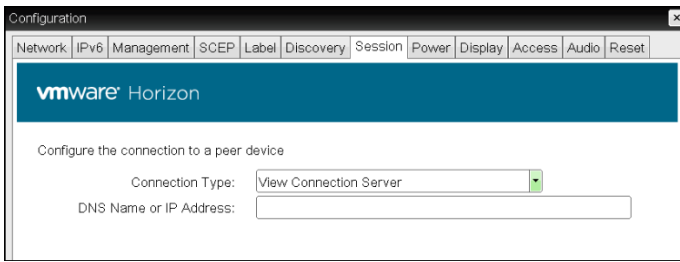 Configuration
Network IPv6 Management SCEP Label Discovery Session Power Display Access Audio Reset
vmware Horizon
Configure the connection to a peer device
Connection Type: View Connection Server
DNS Name or IP Address: